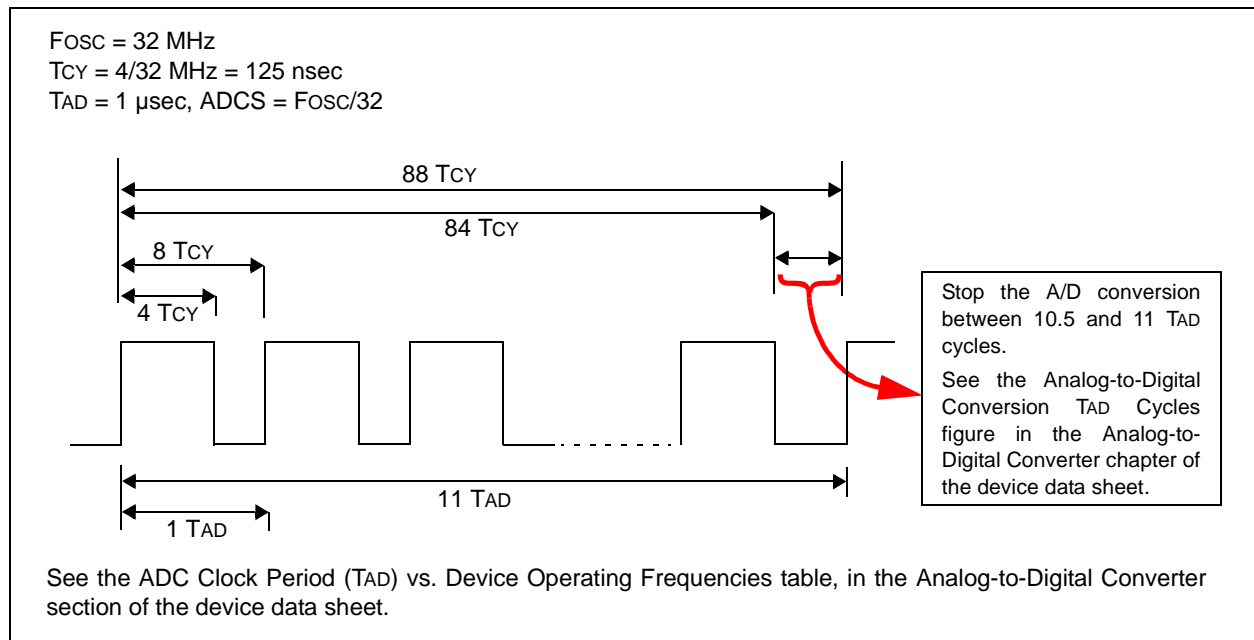 FOSC = 32 MHz
TCY = 4/32 MHz = 125 nsec
TAD = 1 µsec, ADCS = FOSC/32
88 TCY
84 TCY
8 TCY
4 TCY
Stop the A/D conversion
between 10.5 and 11 TAD
cycles.
See the Analog-to-Digital
Conversion TAD Cycles
figure in the Analog-to-
Digital Converter chapter of
the device data sheet.
11 TAD
1 TAD
See the ADC Clock Period (TAD) vs. Device Operating Frequencies table, in the Analog-to-Digital Converter
section of the device data sheet.